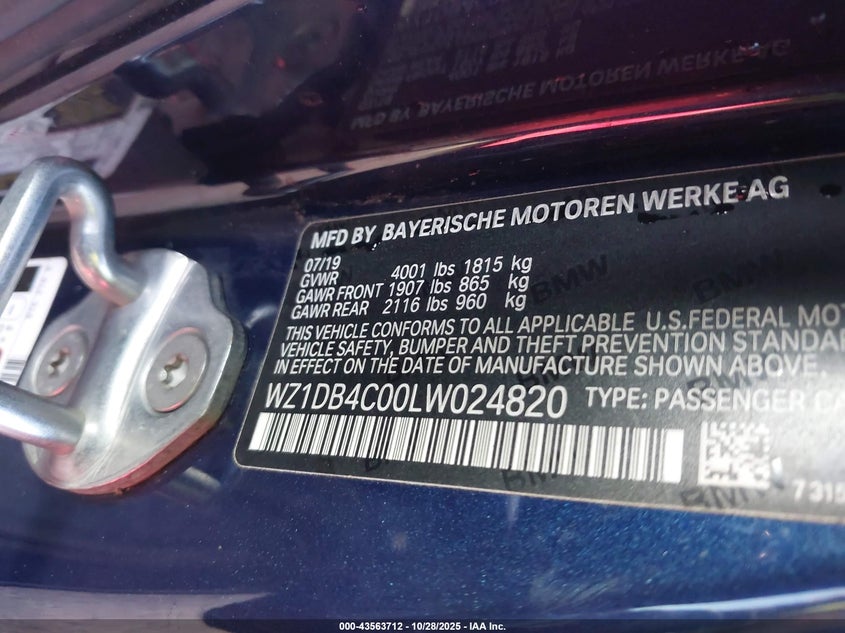 MFD BY BAYERISCHE MOTOREN WERKE AG
07/19
GVWR 4001 lbs 1815 kg
GAWR FRONT 1907 lbs 865 kg
GAWR REAR 2116 lbs 960 kg
THIS VEHICLE CONFORMS TO ALL APPLICABLE U.S.FEDERAL MOT
VEHICLE SAFETY, BUMPER AND THEFT PREVENTION STANDAR
IN EFFECT ON THE DATE OF MANUFACTURE SHOWN ABOVE.
WZ1DB4C00LW024820 TYPE: PASSENGER CA
7315
000-43563712 - 10/28/2025 - IAA Inc.